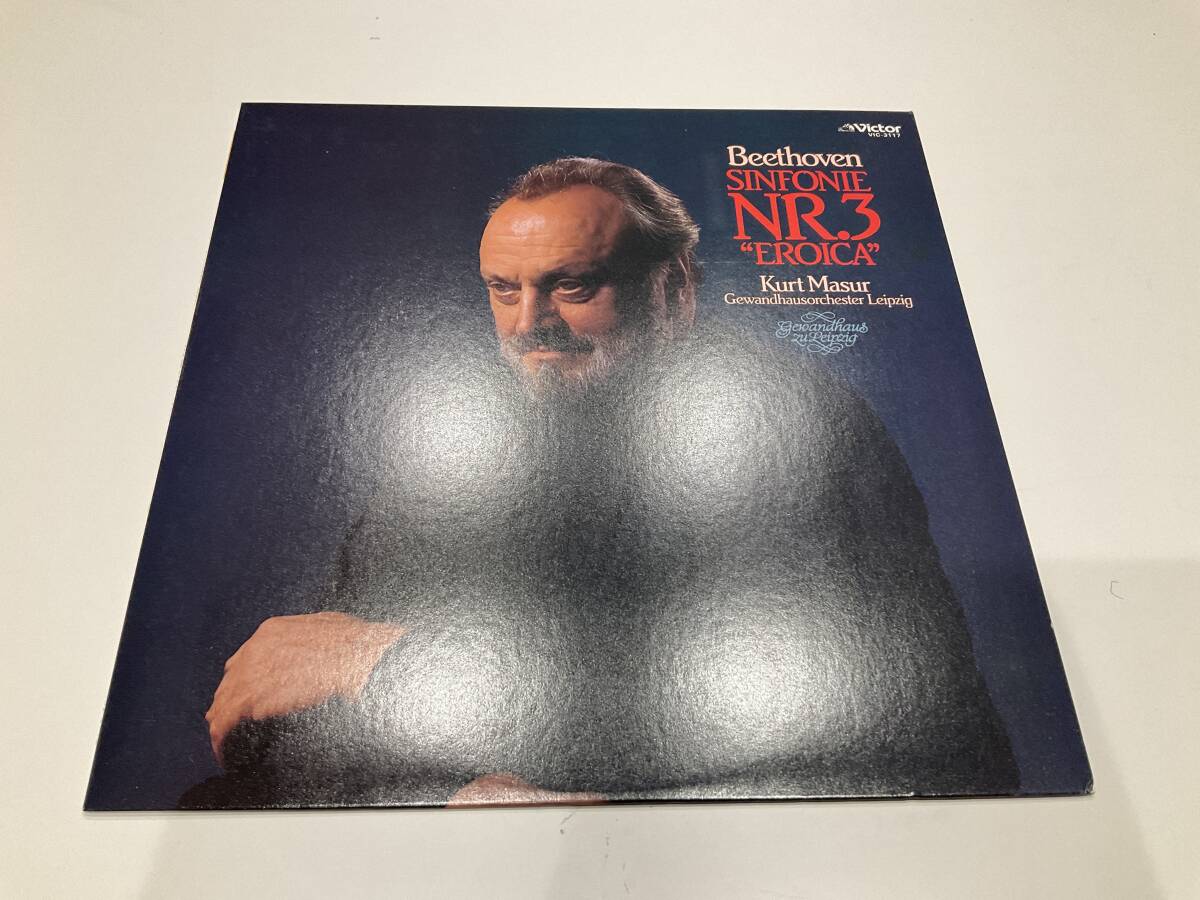 Victor
VIC-3117
Beethoven
SINFONIE
NR.3
“EROICA”
Kurt Masur
Gewandhausorchester Leipzig
Gewandhaus
zu Leipzig